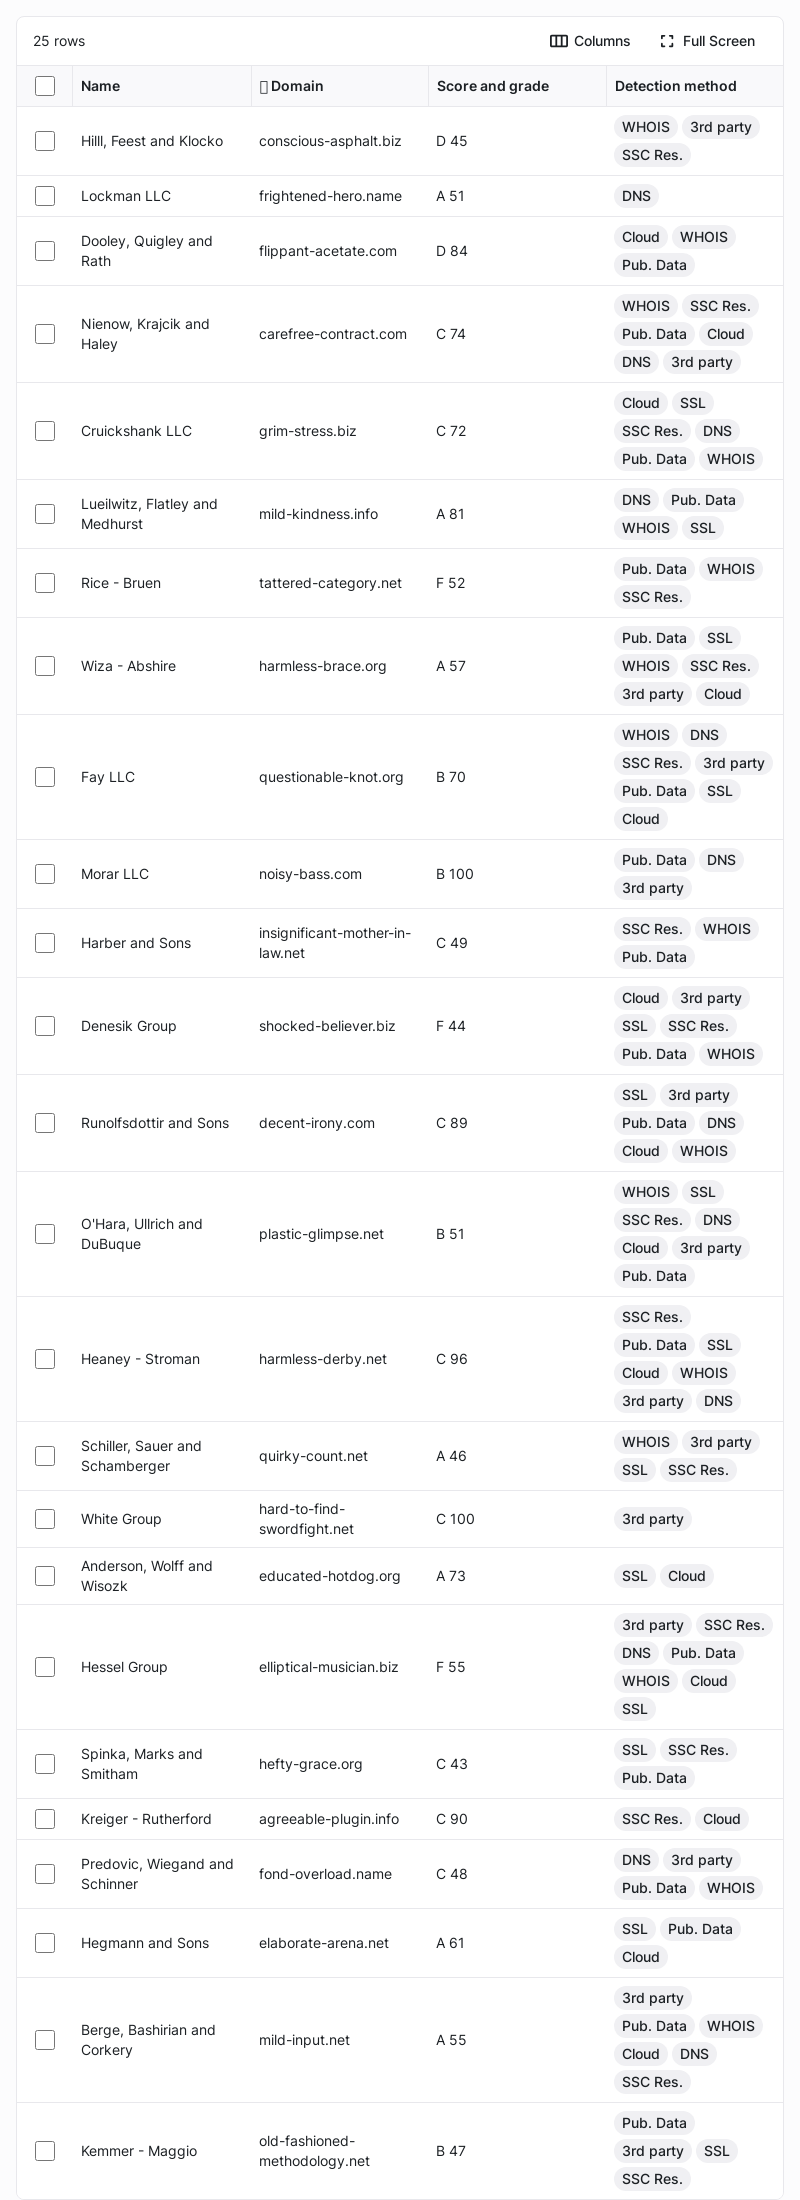 25 rows Columns Full Screen
Name Domain Score and grade Detection method
Hilll, Feest and Klocko conscious-asphalt.biz D 45 WHOIS 3rd party
SSC Res.
Lockman LLC frightened-hero.name A 51 DNS
Dooley, Quigley and
Rath flippant-acetate.com D 84 Cloud WHOIS
Pub. Data
Nienow, Krajcik and
Haley carefree-contract.com C 74 WHOIS SSC Res.
Pub. Data Cloud
DNS 3rd party
Cruickshank LLC grim-stress.biz C 72 Cloud SSL
SSC Res. DNS
Pub. Data WHOIS
Lueilwitz, Flatley and
Medhurst mild-kindness.info A 81 DNS Pub. Data
WHOIS SSL
Rice - Bruen tattered-category.net F 52 Pub. Data WHOIS
SSC Res.
Wiza - Abshire harmless-brace.org A 57 Pub. Data SSL
WHOIS SSC Res.
3rd party Cloud
Fay LLC questionable-knot.org B 70 WHOIS DNS
SSC Res. 3rd party
Pub. Data SSL
Cloud
Morar LLC noisy-bass.com B 100 Pub. Data DNS
3rd party
Harber and Sons insignificant-mother-in-
law.net C 49 SSC Res. WHOIS
Pub. Data
Denesik Group shocked-believer.biz F 44 Cloud 3rd party
SSL SSC Res.
Pub. Data WHOIS
Runolfsdottir and Sons decent-irony.com C 89 SSL 3rd party
Pub. Data DNS
Cloud WHOIS
O'Hara, Ullrich and
DuBuque plastic-glimpse.net B 51 WHOIS SSL
SSC Res. DNS
Cloud 3rd party
Pub. Data
Heaney - Stroman harmless-derby.net C 96 SSC Res.
Pub. Data SSL
Cloud WHOIS
3rd party DNS
Schiller, Sauer and
Schamberger quirky-count.net A 46 WHOIS 3rd party
SSL SSC Res.
White Group hard-to-find-
swordfight.net C 100 3rd party
Anderson, Wolff and
Wisozk educated-hotdog.org A 73 SSL Cloud
Hessel Group elliptical-musician.biz F 55 3rd party SSC Res.
DNS Pub. Data
WHOIS Cloud
SSL
Spinka, Marks and
Smitham hefty-grace.org C 43 SSL SSC Res.
Pub. Data
Kreiger - Rutherford agreeable-plugin.info C 90 SSC Res. Cloud
Predovic, Wiegand and
Schinner fond-overload.name C 48 DNS 3rd party
Pub. Data WHOIS
Hegmann and Sons elaborate-arena.net A 61 SSL Pub. Data
Cloud
Berge, Bashirian and
Corkery mild-input.net A 55 3rd party
Pub. Data WHOIS
Cloud DNS
SSC Res.
Kemmer - Maggio old-fashioned-
methodology.net B 47 Pub. Data
3rd party SSL
SSC Res.